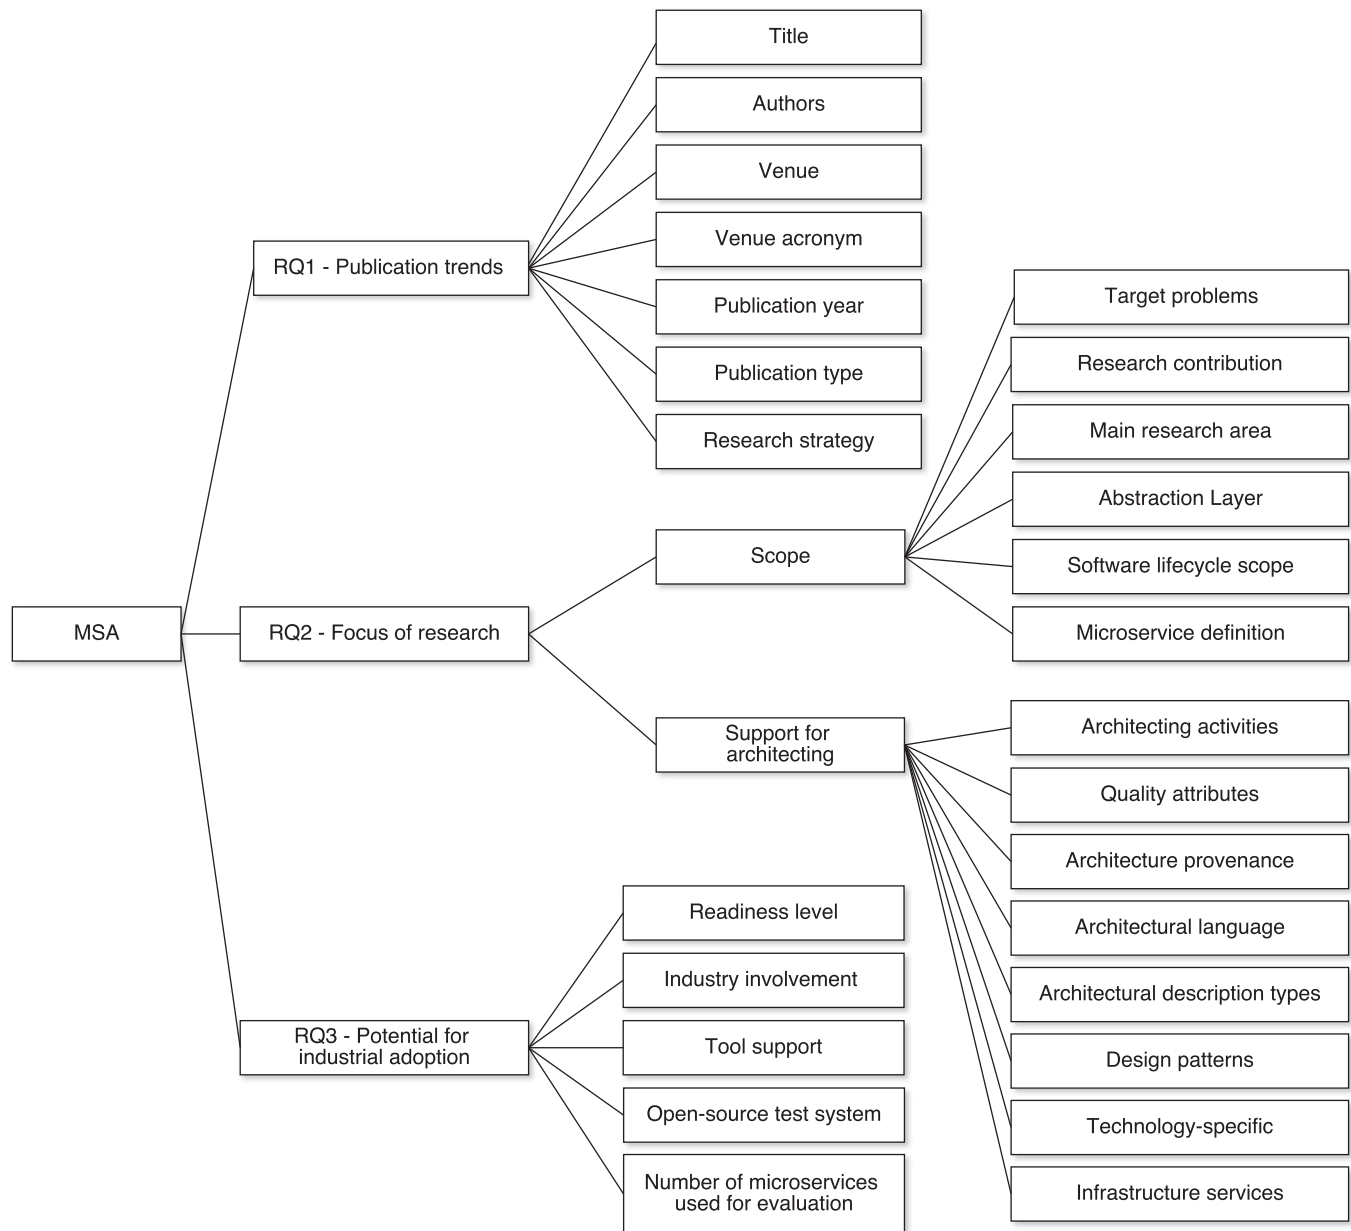 MSA
RQ1 - Publication trends
Title
Authors
Venue
Venue acronym
Publication year
Publication type
Research strategy
RQ2 - Focus of research
Scope
Target problems
Research contribution
Main research area
Abstraction Layer
Software lifecycle scope
Microservice definition
Support for
architecting
Architecting activities
Quality attributes
Architecture provenance
Architectural language
Architectural description types
Design patterns
Technology-specific
Infrastructure services
RQ3 - Potential for
industrial adoption
Readiness level
Industry involvement
Tool support
Open-source test system
Number of microservices
used for evaluation